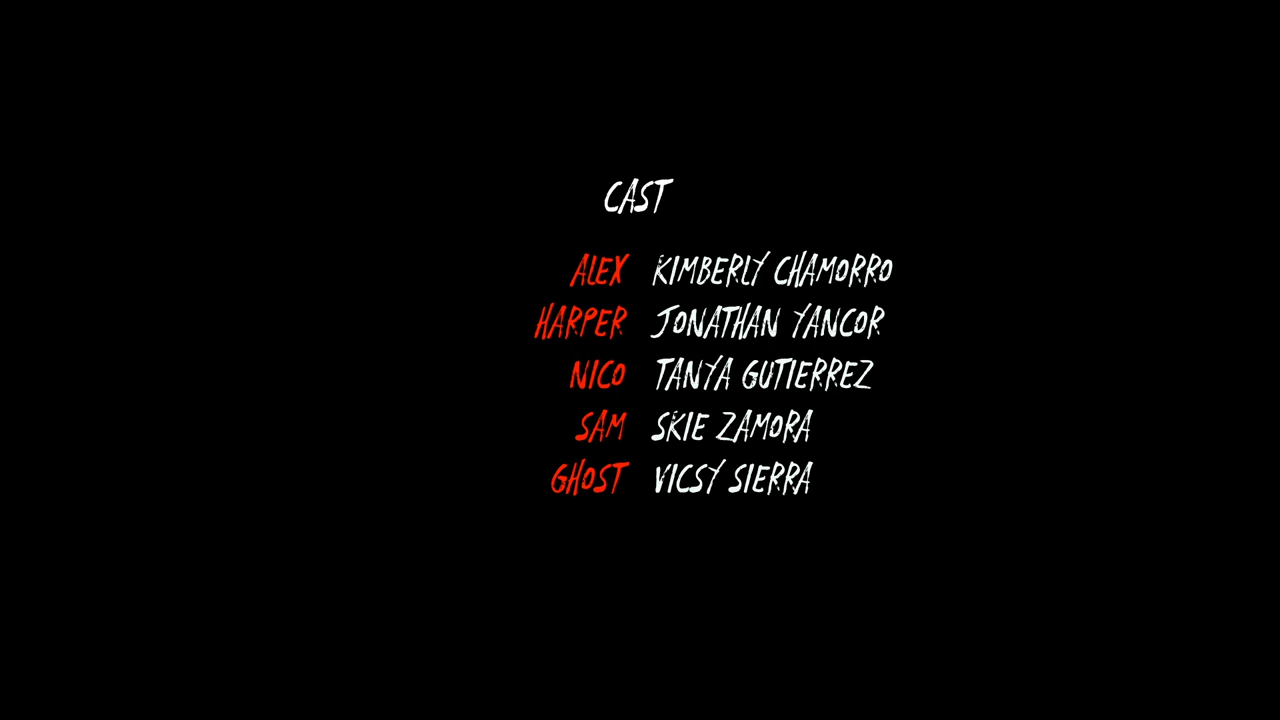 CAST
ALEX KIMBERLY CHAMORRO
HARPER JONATHAN YANCOR
NICO TANYA GUTIERREZ
SAM SKIE ZAMORA
GHOST VICSY SIERRA